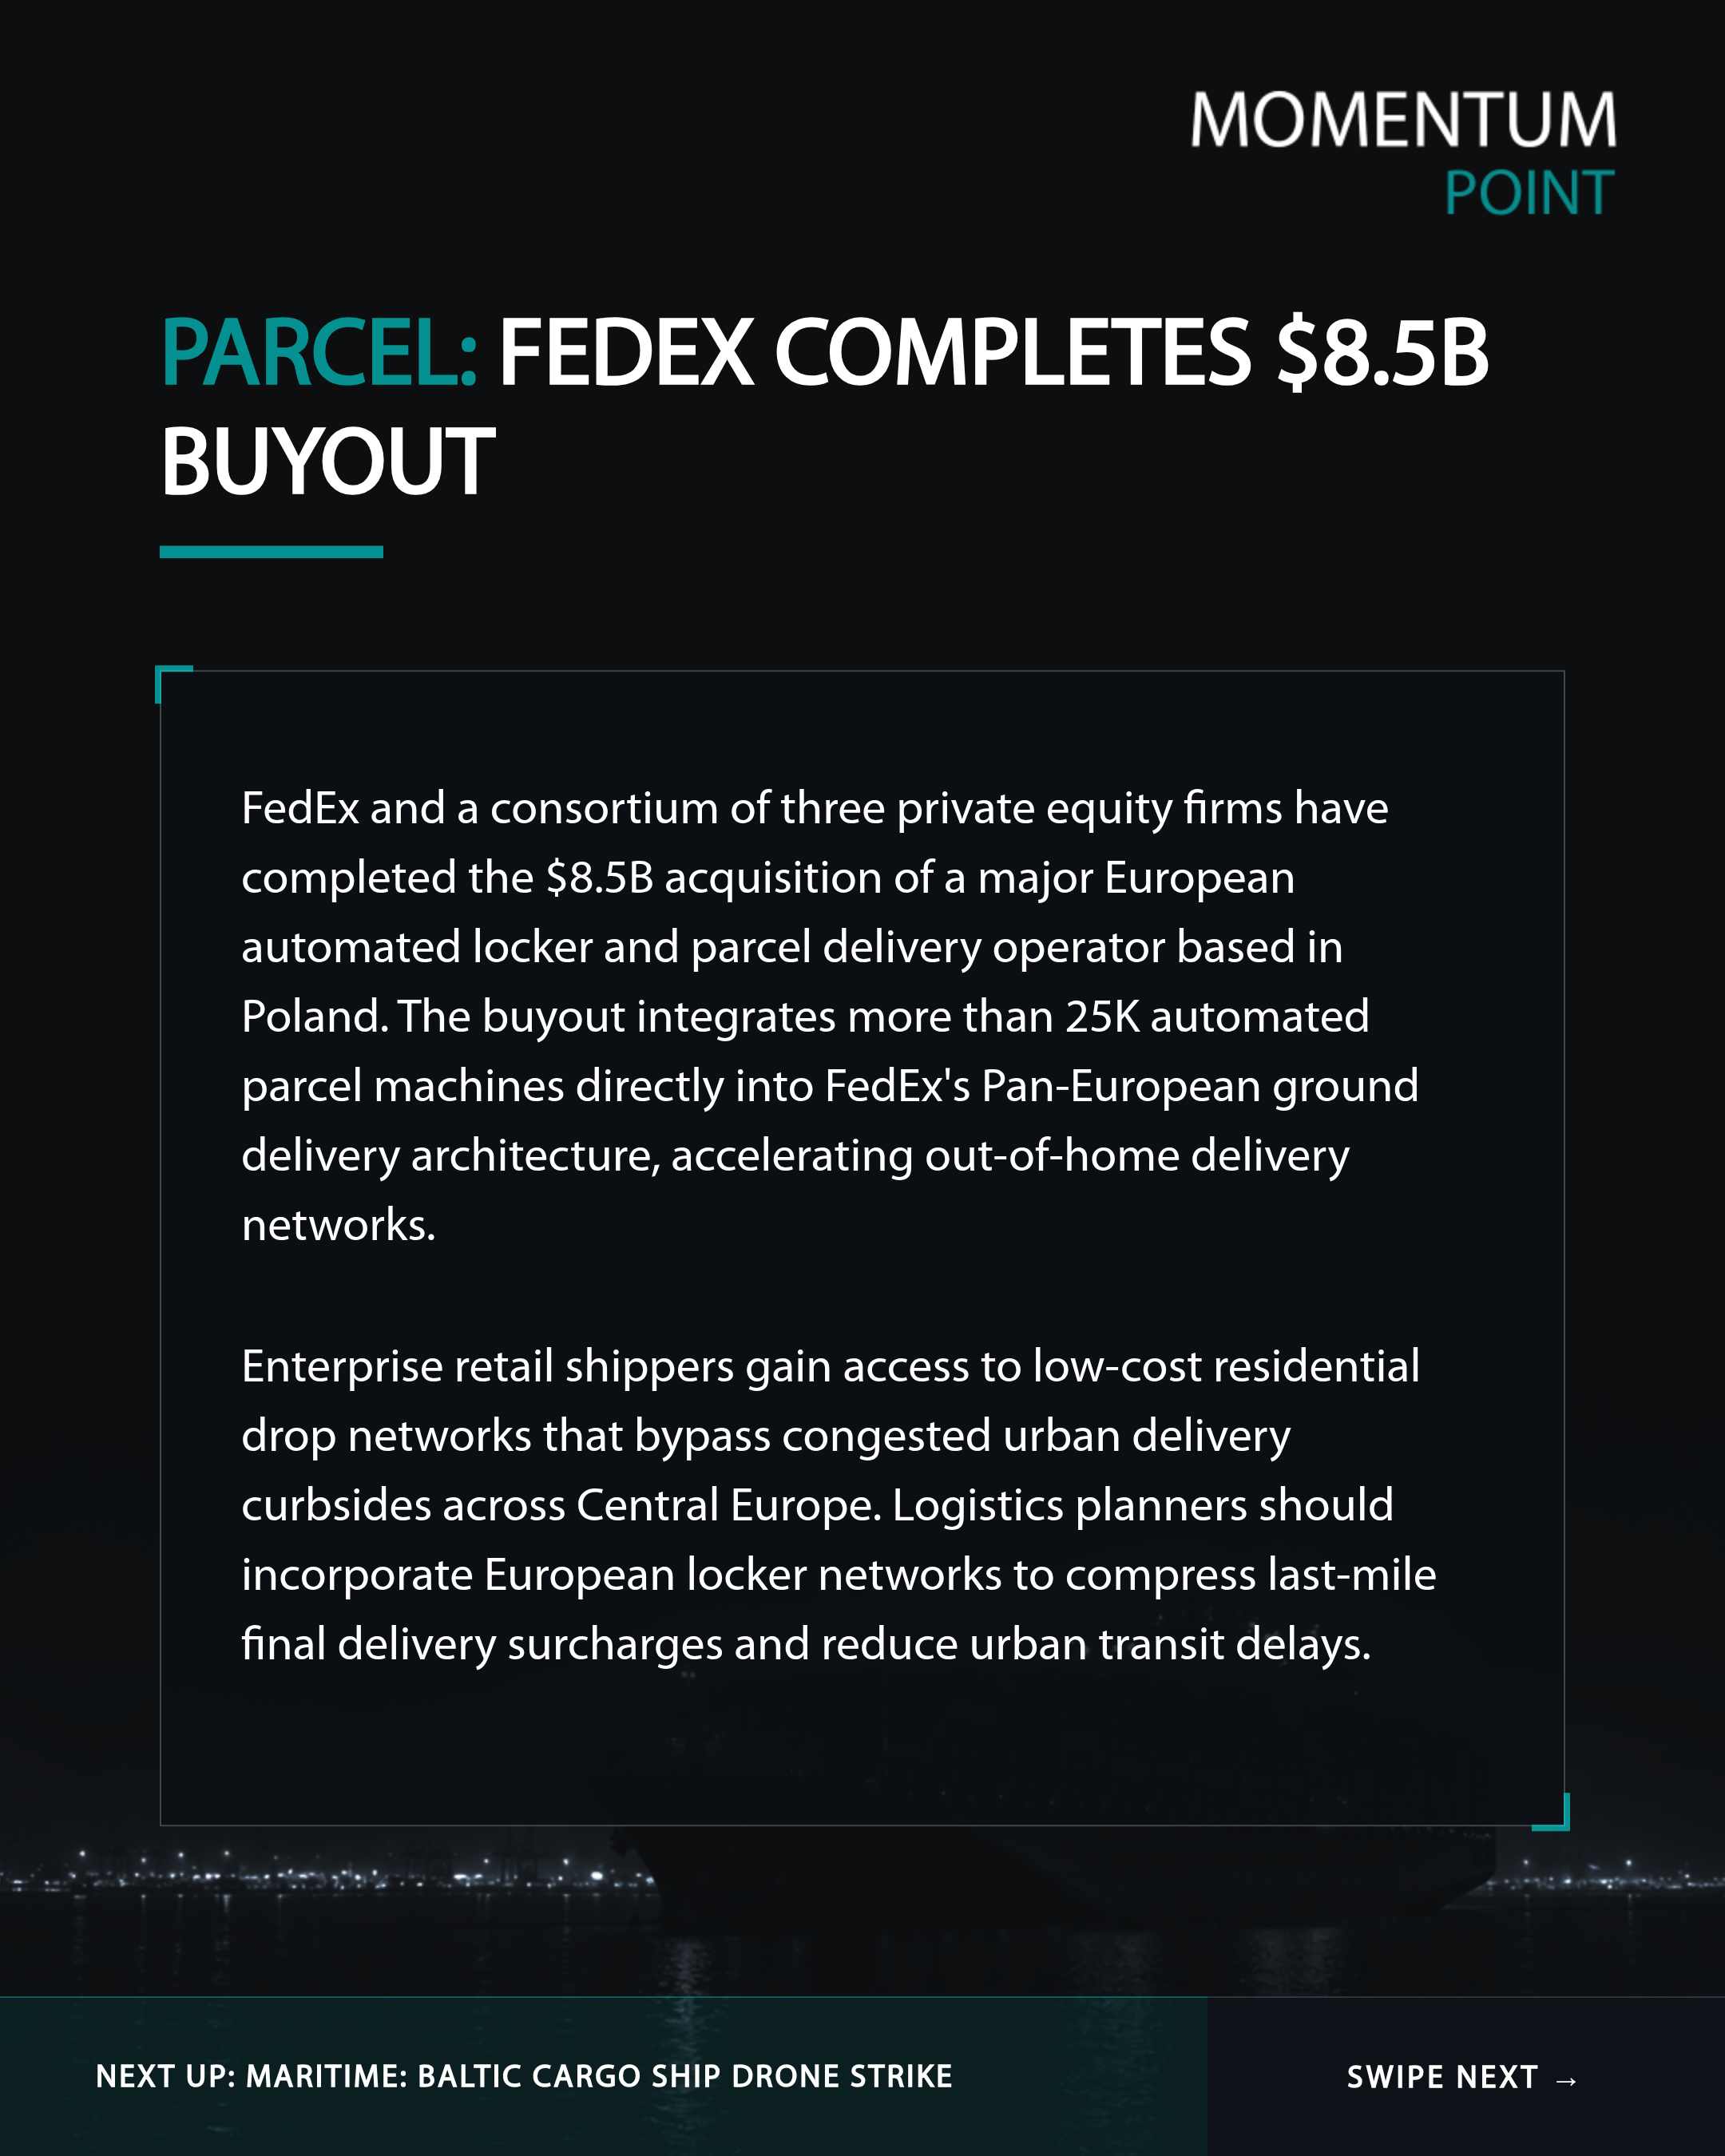 MOMENTUM
POINT
PARCEL: FEDEX COMPLETES $8.5B
BUYOUT
FedEx and a consortium of three private equity firms have
completed the $8.5B acquisition of a major European
automated locker and parcel delivery operator based in
Poland. The buyout integrates more than 25K automated
parcel machines directly into FedEx's Pan-European ground
delivery architecture, accelerating out-of-home delivery
networks.
Enterprise retail shippers gain access to low-cost residential
drop networks that bypass congested urban delivery
curbsides across Central Europe. Logistics planners should
incorporate European locker networks to compress last-mile
final delivery surcharges and reduce urban transit delays.
NEXT UP: MARITIME: BALTIC CARGO SHIP DRONE STRIKE
SWIPE NEXT →